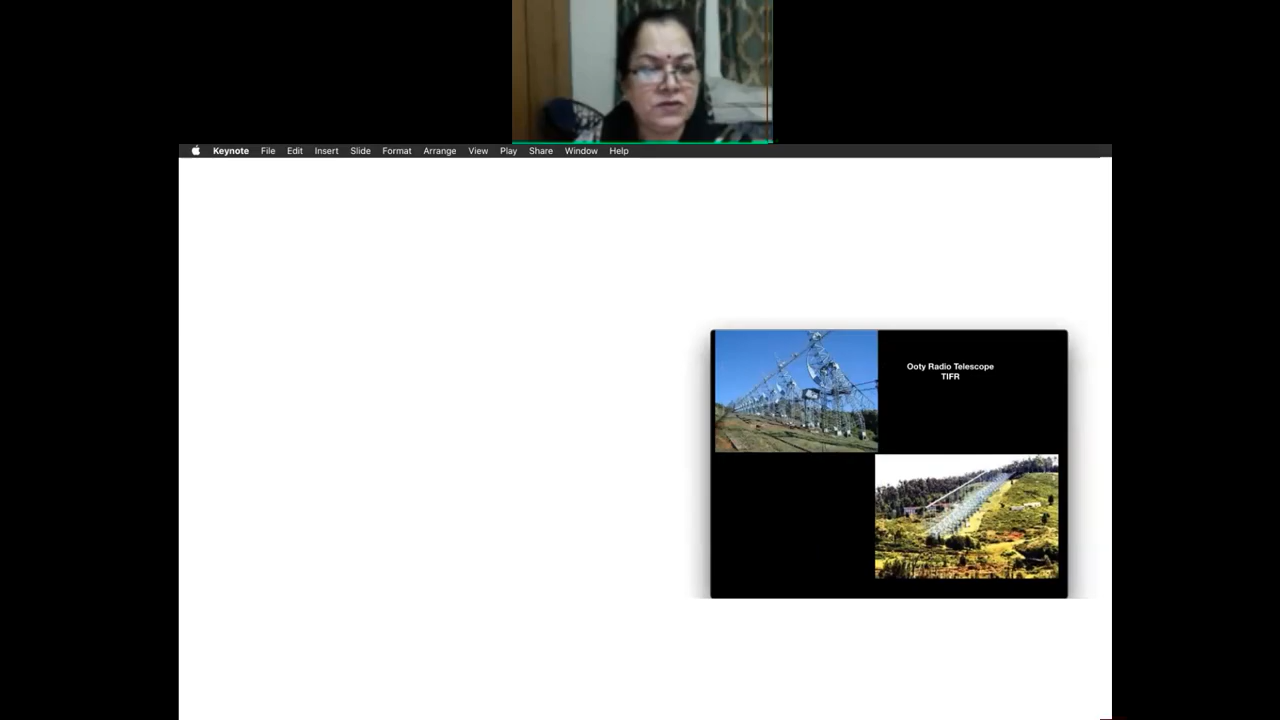 Keynote File Edit Insert Slide Format Arrange View Play Share Window Help
Ooty Radio Telescope
TIFR